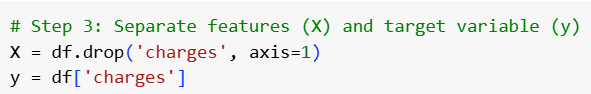 # Step 3: Separate features (X) and target variable (y)
X = df.drop('charges', axis=1)
y = df['charges']